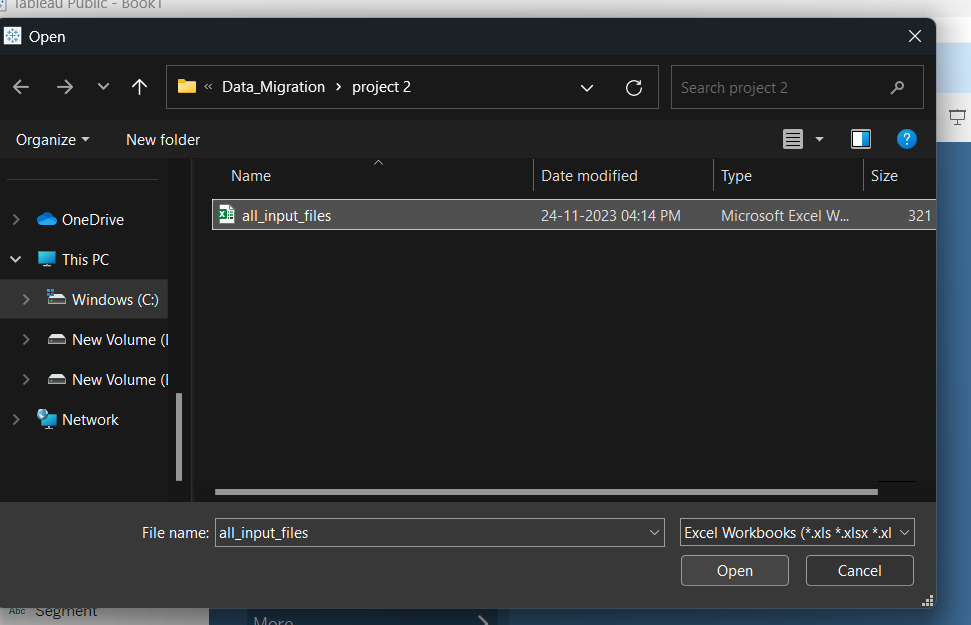 Tableau Public - Book1
Open
« Data_Migration > project 2
Search project 2
Organize
New folder
?
Name
Date modified
Type
Size
all_input_files
24-11-2023 04:14 PM
Microsoft Excel W...
321
OneDrive
This PC
Windows (C:)
New Volume (
New Volume (
Network
File name:
all_input_files
Excel Workbooks (*.xls *.xlsx *.xl
Open
Cancel
Abc
Segment
More